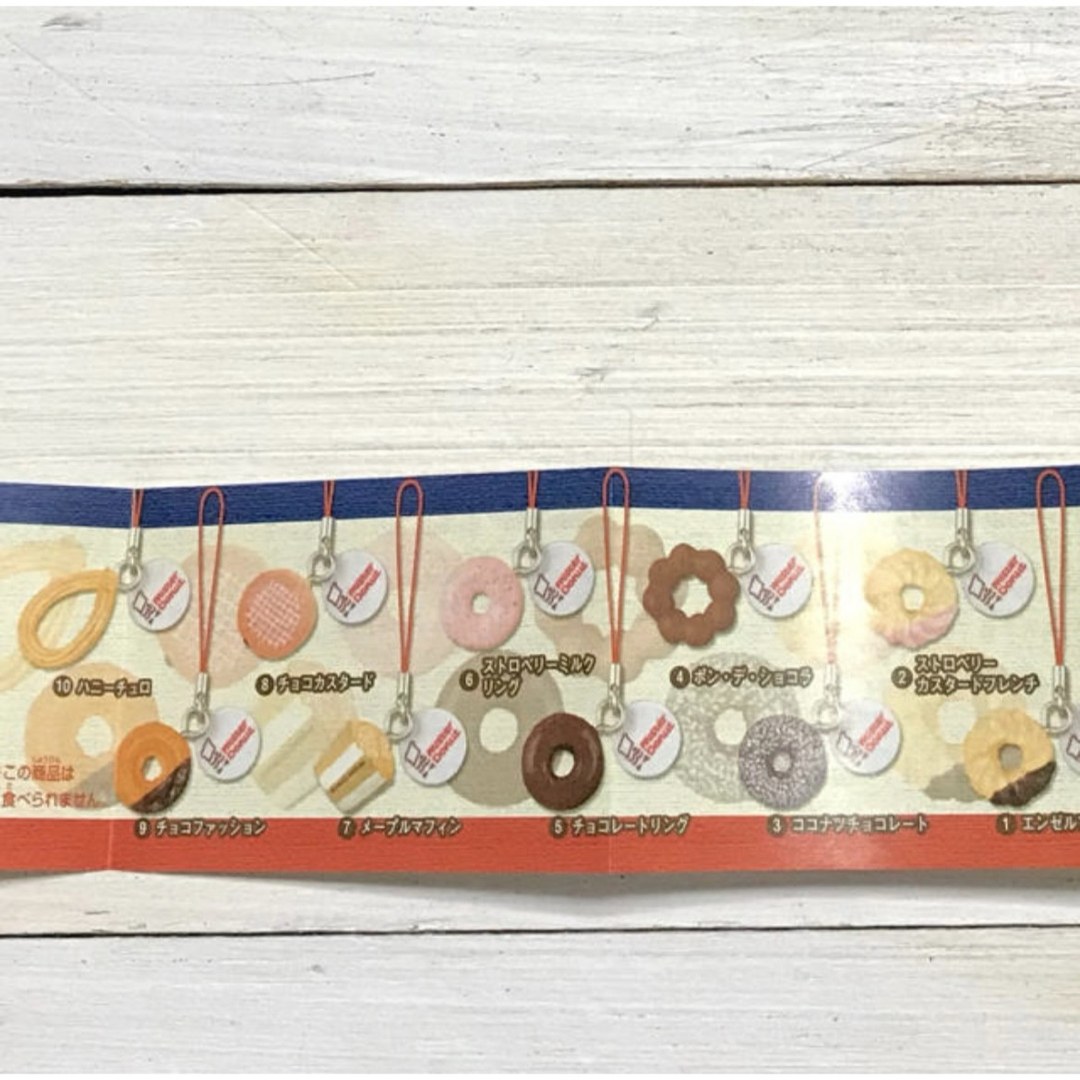 ⑩ ハニーチュロ
⑧ チョコカスタード
⑥ ストロベリーミルク
リング
④ ポン・デ・ショコラ
② ストロベリー
カスタードフレンチ
この商品は
食べられません
⑨ チョコファッション
⑦ メープルマフィン
⑤ チョコレートリング
③ ココナツチョコレート
① エンゼル